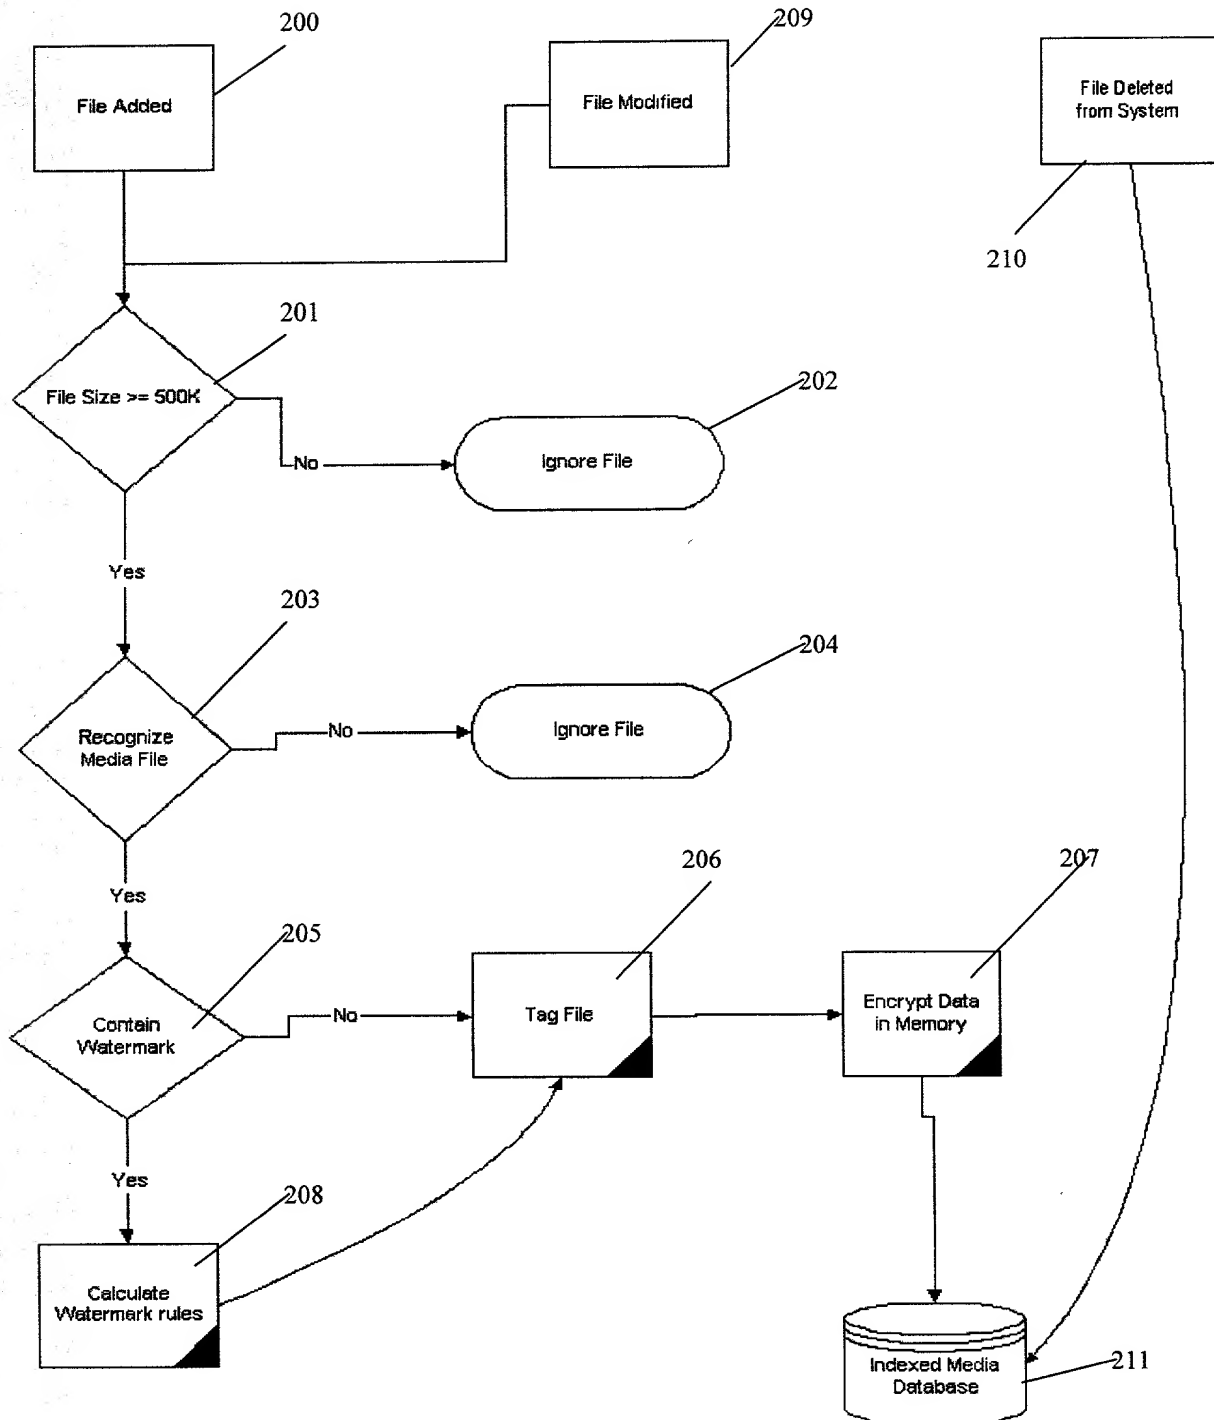 200
209
File Added
File Modified
File Deleted
from System
210
201
File Size >= 500K
202
No
Ignore File
Yes
203
204
Recognize
Media File
No
Ignore File
Yes
206
207
205
Contain
Watermark
No
Tag File
Encrypt Data
in Memory
Yes
208
Calculate
Watermark rules
Indexed Media
Database
211